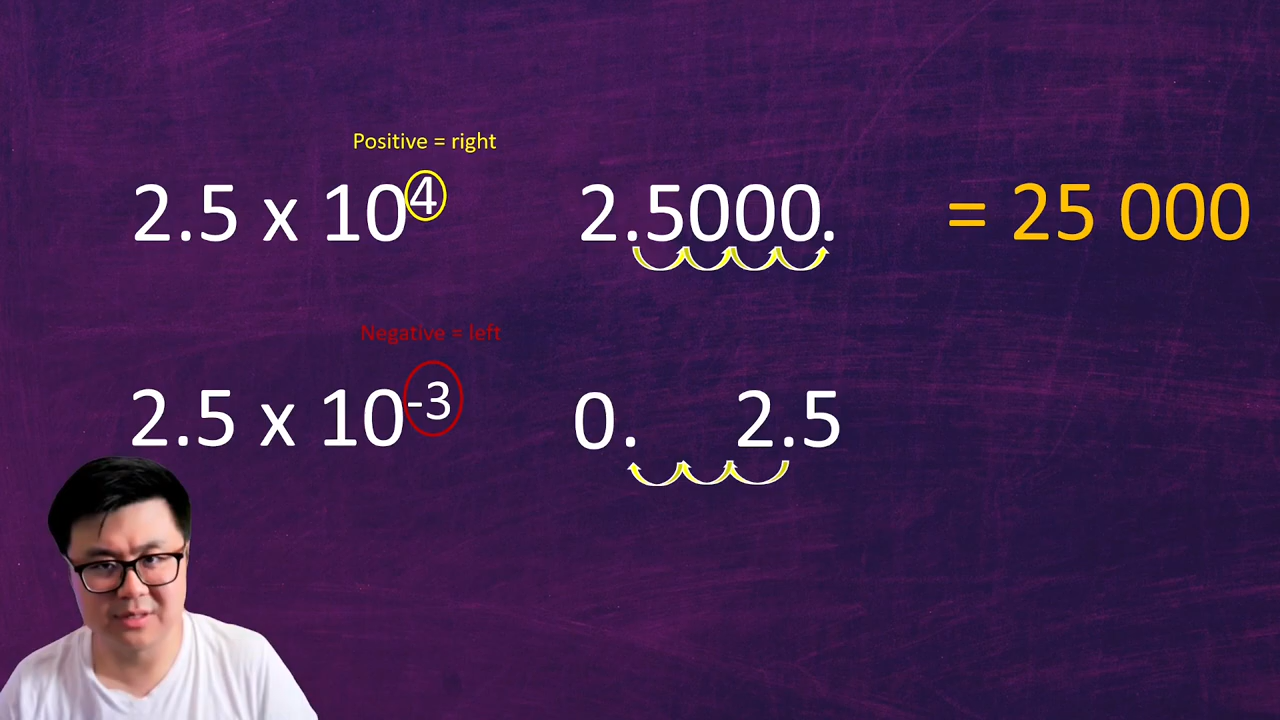 Positive = right
2.5 x 10⁴ 2.5000. = 25 000
Negative = left
2.5 x 10⁻³ 0. 2.5